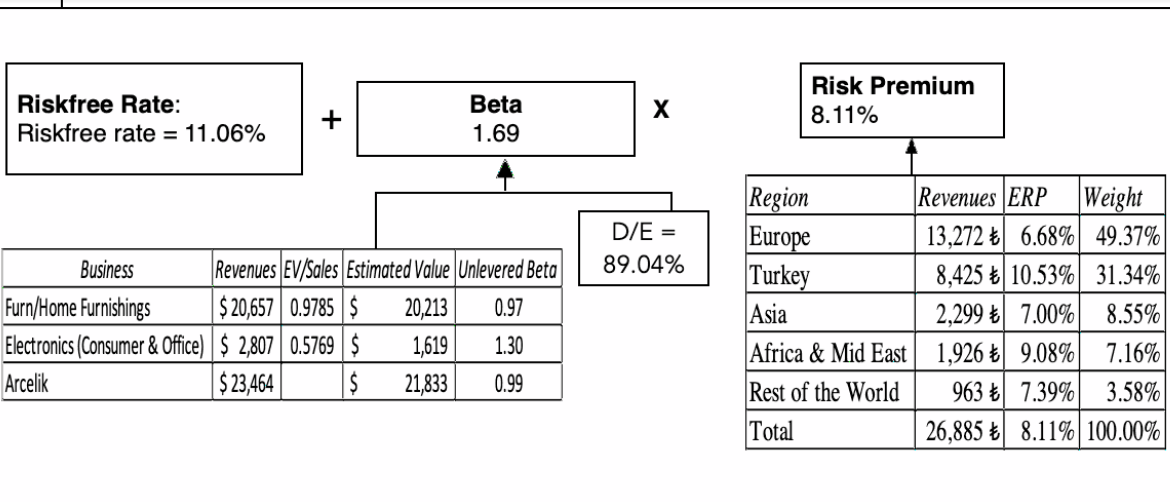 Riskfree Rate:
Riskfree rate = 11.06%
+
Beta
1.69
X
Risk Premium
8.11%
D/E =
89.04%
Business Revenues EV/Sales Estimated Value Unlevered Beta
Furn/Home Furnishings $ 20,657 0.9785 $ 20,213 0.97
Electronics (Consumer & Office) $ 2,807 0.5769 $ 1,619 1.30
Arcelik $ 23,464 $ 21,833 0.99
Region Revenues ERP Weight
Europe 13,272 ₺ 6.68% 49.37%
Turkey 8,425 ₺ 10.53% 31.34%
Asia 2,299 ₺ 7.00% 8.55%
Africa & Mid East 1,926 ₺ 9.08% 7.16%
Rest of the World 963 ₺ 7.39% 3.58%
Total 26,885 ₺ 8.11% 100.00%